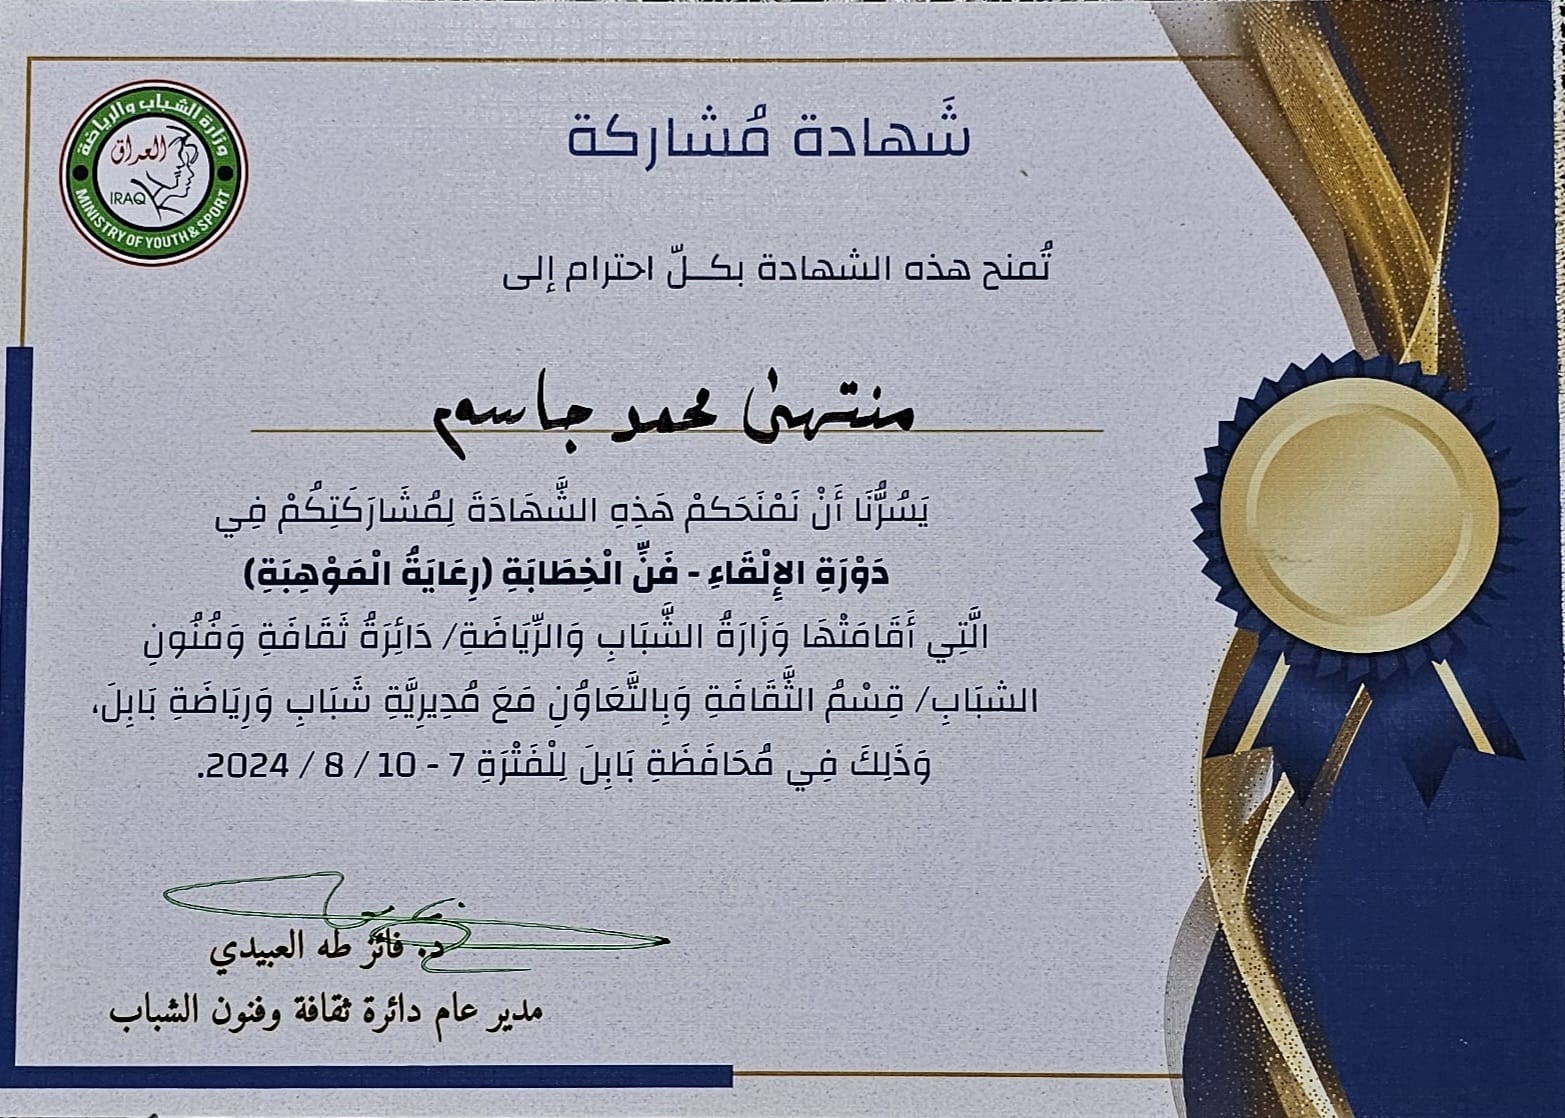 وزارة الشباب والرياضة
العراق
IRAQ
MINISTRY OF YOUTH & SPORT
شَهادة مُشاركة
تُمنح هذه الشهادة بكــلّ احترام إلى
منتهى محمد جاسم
يَسُرُّنَا أَنْ نَمْنَحَكمْ هَذِهِ الشَّهَادَةَ لِمُشَارَكَتِكُمْ فِي
دَوْرَةِ الإِلْقَاءِ - فَنِّ الْخِطَابَةِ (رِعَايَةُ الْمَوْهِبَةِ)
الَّتِي أَقَامَتْهَا وَزَارَةُ الشَّبَابِ وَالرِّيَاضَةِ/ دَائِرَةُ ثَقَافَةِ وَفُنُونِ
الشبَابِ/ قِسْمُ الثَّقَافَةِ وَبِالتَّعَاوُنِ مَعَ مُدِيرِيَّةِ شَبَابِ وَرِيَاضَةِ بَابِلَ،
وَذَلِكَ فِي مُحَافَظَةِ بَابِلَ لِلْفَتْرَةِ 7 - 10 / 8 / 2024.
د. فائز طه العبيدي
مدير عام دائرة ثقافة وفنون الشباب